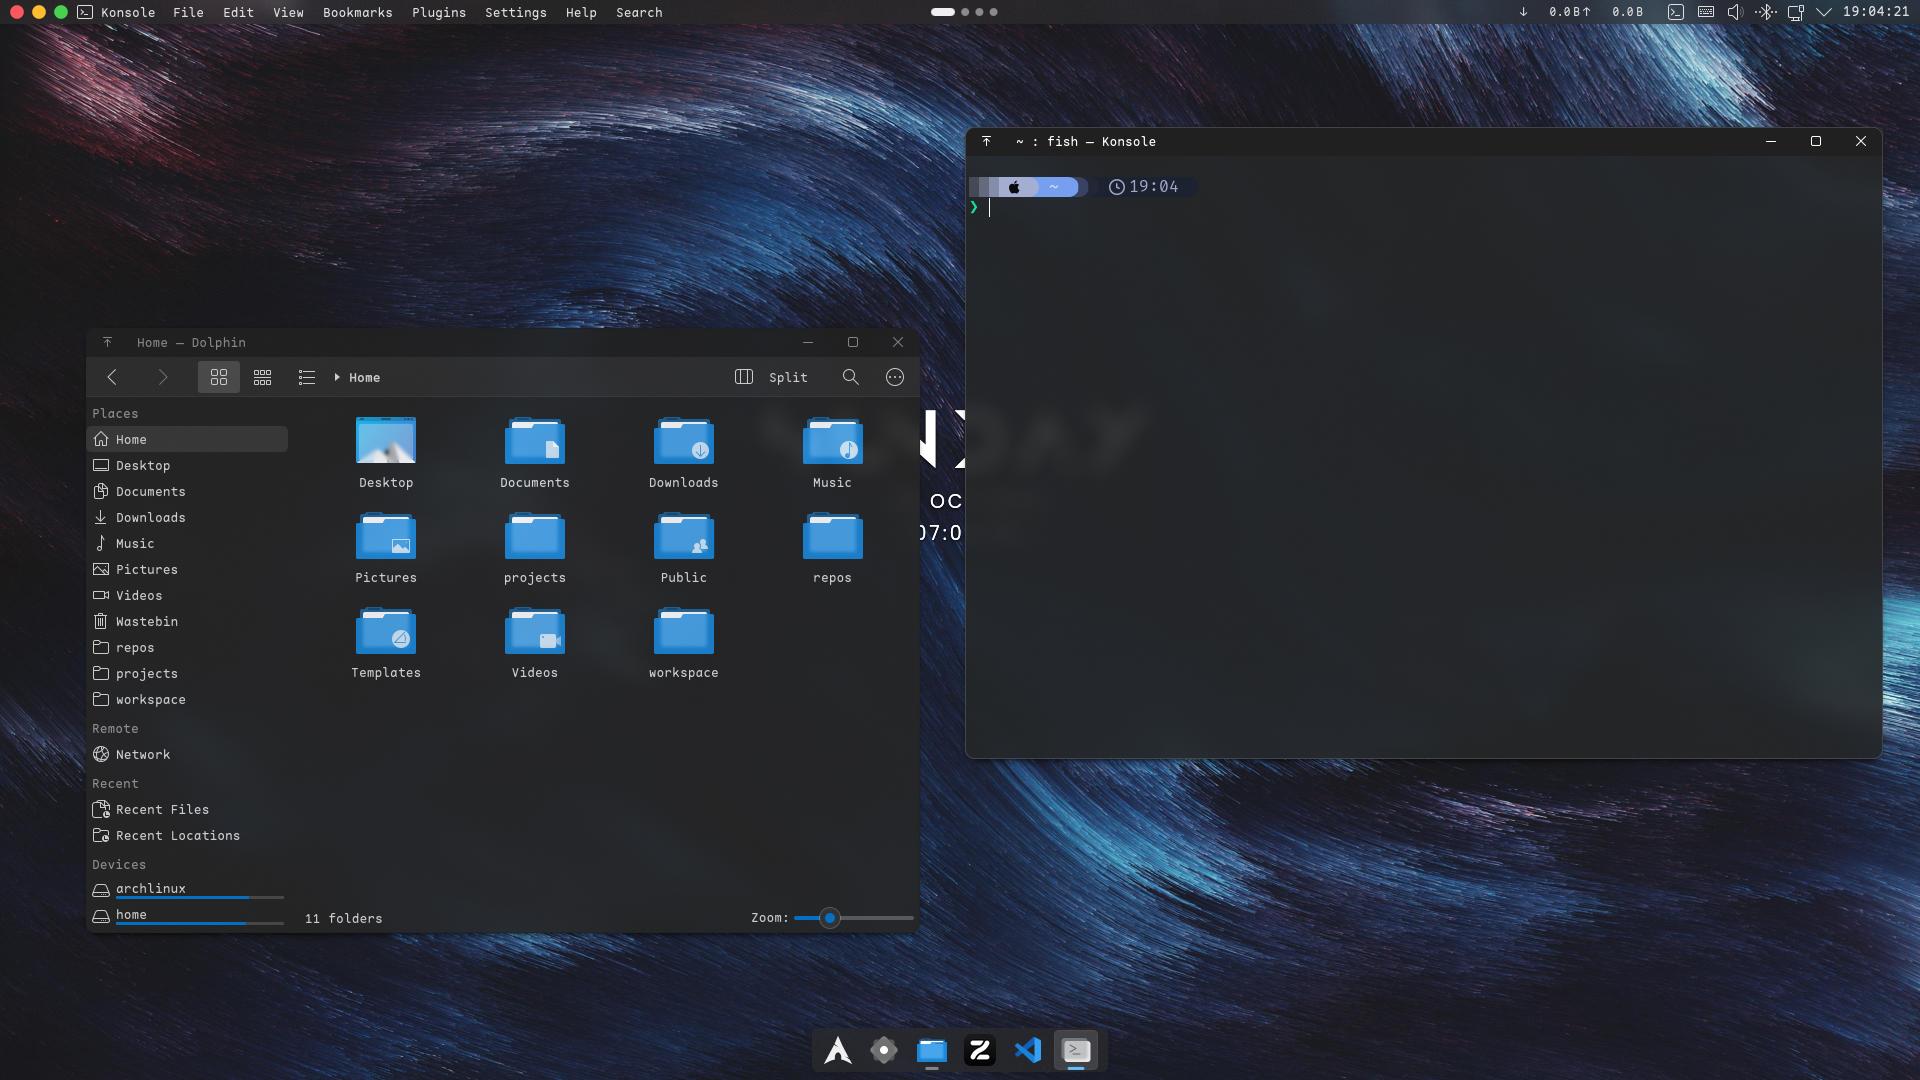 Konsole File Edit View Bookmarks Plugins Settings Help Search
↓ 0.0B↑ 0.0B 19:04:21
~ : fish — Konsole
~ 19:04
❯
Home — Dolphin
Home Split
Places
Home
Desktop
Documents
Downloads
Music
Pictures
Videos
Wastebin
repos
projects
workspace
Remote
Network
Recent
Recent Files
Recent Locations
Devices
archlinux
home
Desktop Documents Downloads Music
Pictures projects Public repos
Templates Videos workspace
11 folders Zoom:
OC
07:0